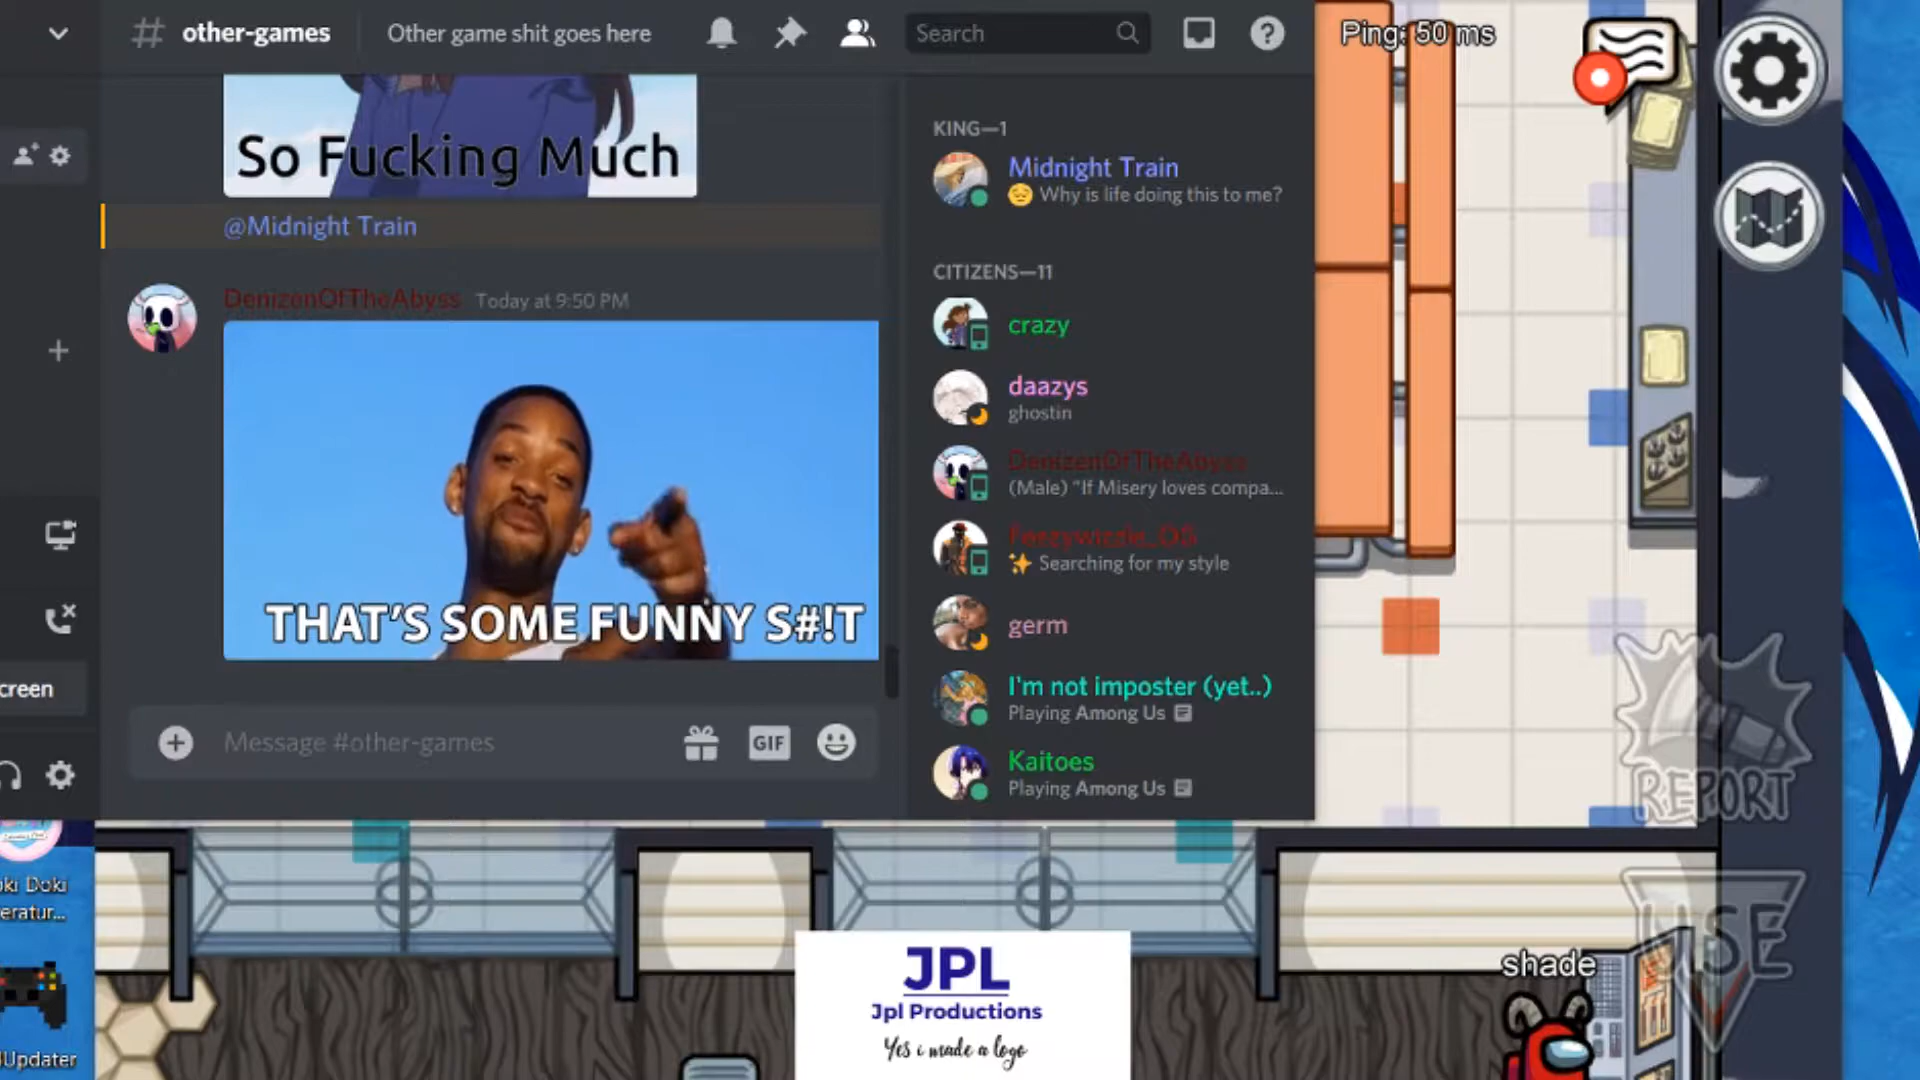 other-games
Other game shit goes here
Search
Ping: 50 ms
So Fucking Much
@Midnight Train
DenizenOfTheAbyss Today at 9:50 PM
THAT'S SOME FUNNY S#!T
creen
Message #other-games
GIF
KING—1
Midnight Train
Why is life doing this to me?
CITIZENS—11
crazy
daazys
ghostin
DenizenOfTheAbyss
(Male) "If Misery loves compa...
Feezywizzle_OS
Searching for my style
germ
I'm not imposter (yet..)
Playing Among Us
Kaitoes
Playing Among Us
REPORT
USE
shade
oki Doki
eratur...
Updater
JPL
Jpl Productions
Yes i made a logo